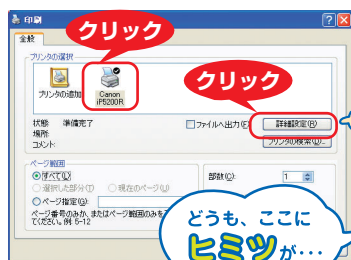 印刷
クリック
全般
プリンタの選択
クリック
プリンタの追加
Canon
iP5200R
状態: 準備完了
場所:
コメント:
ファイルへ出力(F)
詳細設定(R)
プリンタの検索(D)...
ページ範囲
すべて(L)
選択した部分(T)
現在のページ(U)
ページ指定(G):
ページ番号のみか、またはページ範囲のみを
てください。例: 5-12
部数(C):
1
どうも、ここに
ヒミツが・・・